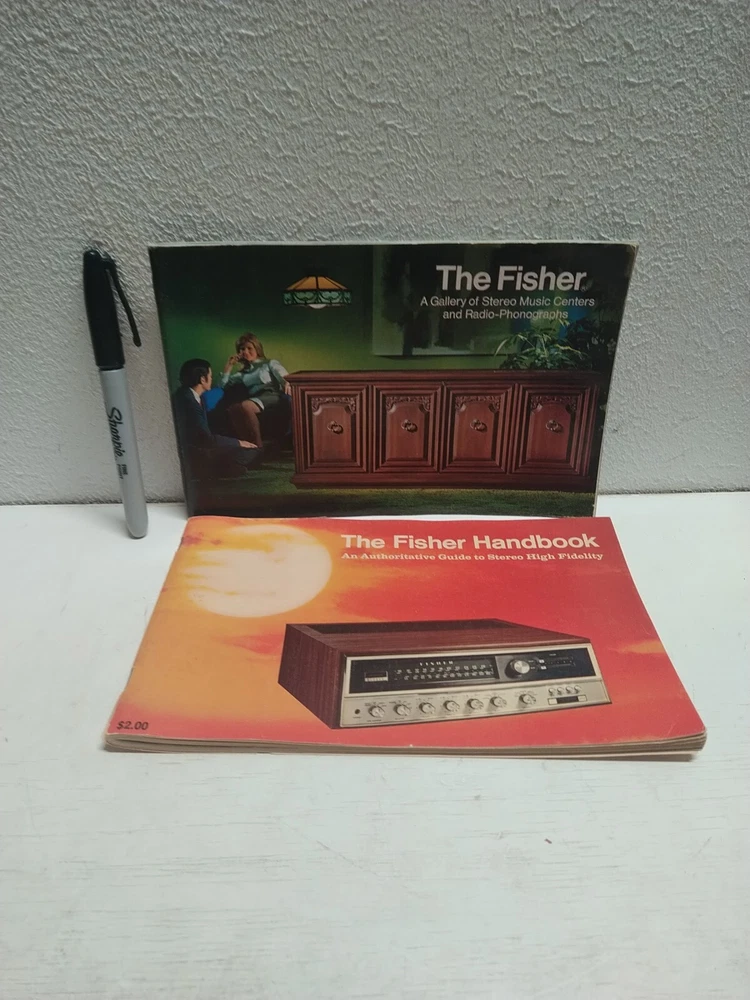 The Fisher
A Gallery of Stereo Music Centers
and Radio-Phonographs
Sharpie
The Fisher Handbook
An Authoritative Guide to Stereo High Fidelity
FISHER
$2.00